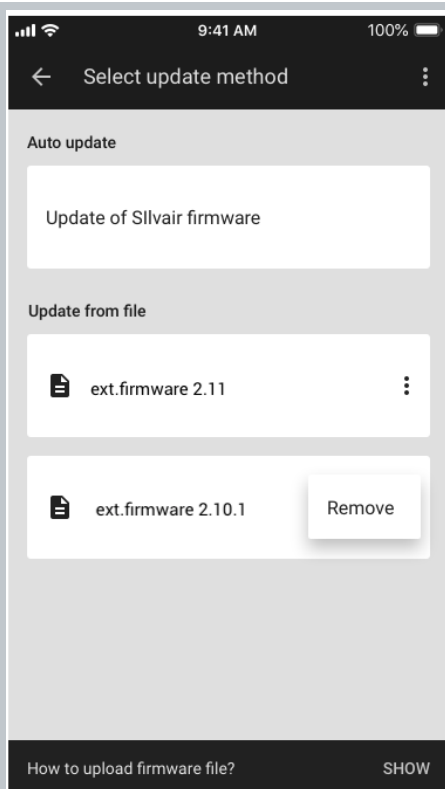 9:41 AM
100%
Select update method
Auto update
Update of SIlvair firmware
Update from file
ext.firmware 2.11
ext.firmware 2.10.1
Remove
How to upload firmware file?
SHOW